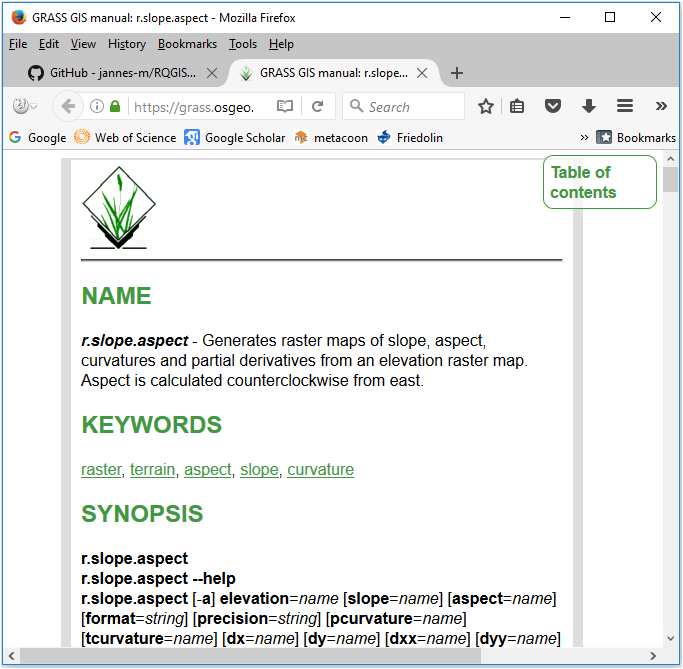 GRASS GIS manual: r.slope.aspect - Mozilla Firefox
File Edit View History Bookmarks Tools Help
GitHub - jannes-m/RQGIS... GRASS GIS manual: r.slope...
https://grass.osgeo. Search
Google Web of Science Google Scholar metacoon Friedolin Bookmarks
Table of
contents
NAME
r.slope.aspect - Generates raster maps of slope, aspect,
curvatures and partial derivatives from an elevation raster map.
Aspect is calculated counterclockwise from east.
KEYWORDS
raster, terrain, aspect, slope, curvature
SYNOPSIS
r.slope.aspect
r.slope.aspect --help
r.slope.aspect [-a] elevation=name [slope=name] [aspect=name]
[format=string] [precision=string] [pcurvature=name]
[tcurvature=name] [dx=name] [dy=name] [dxx=name] [dyy=name]